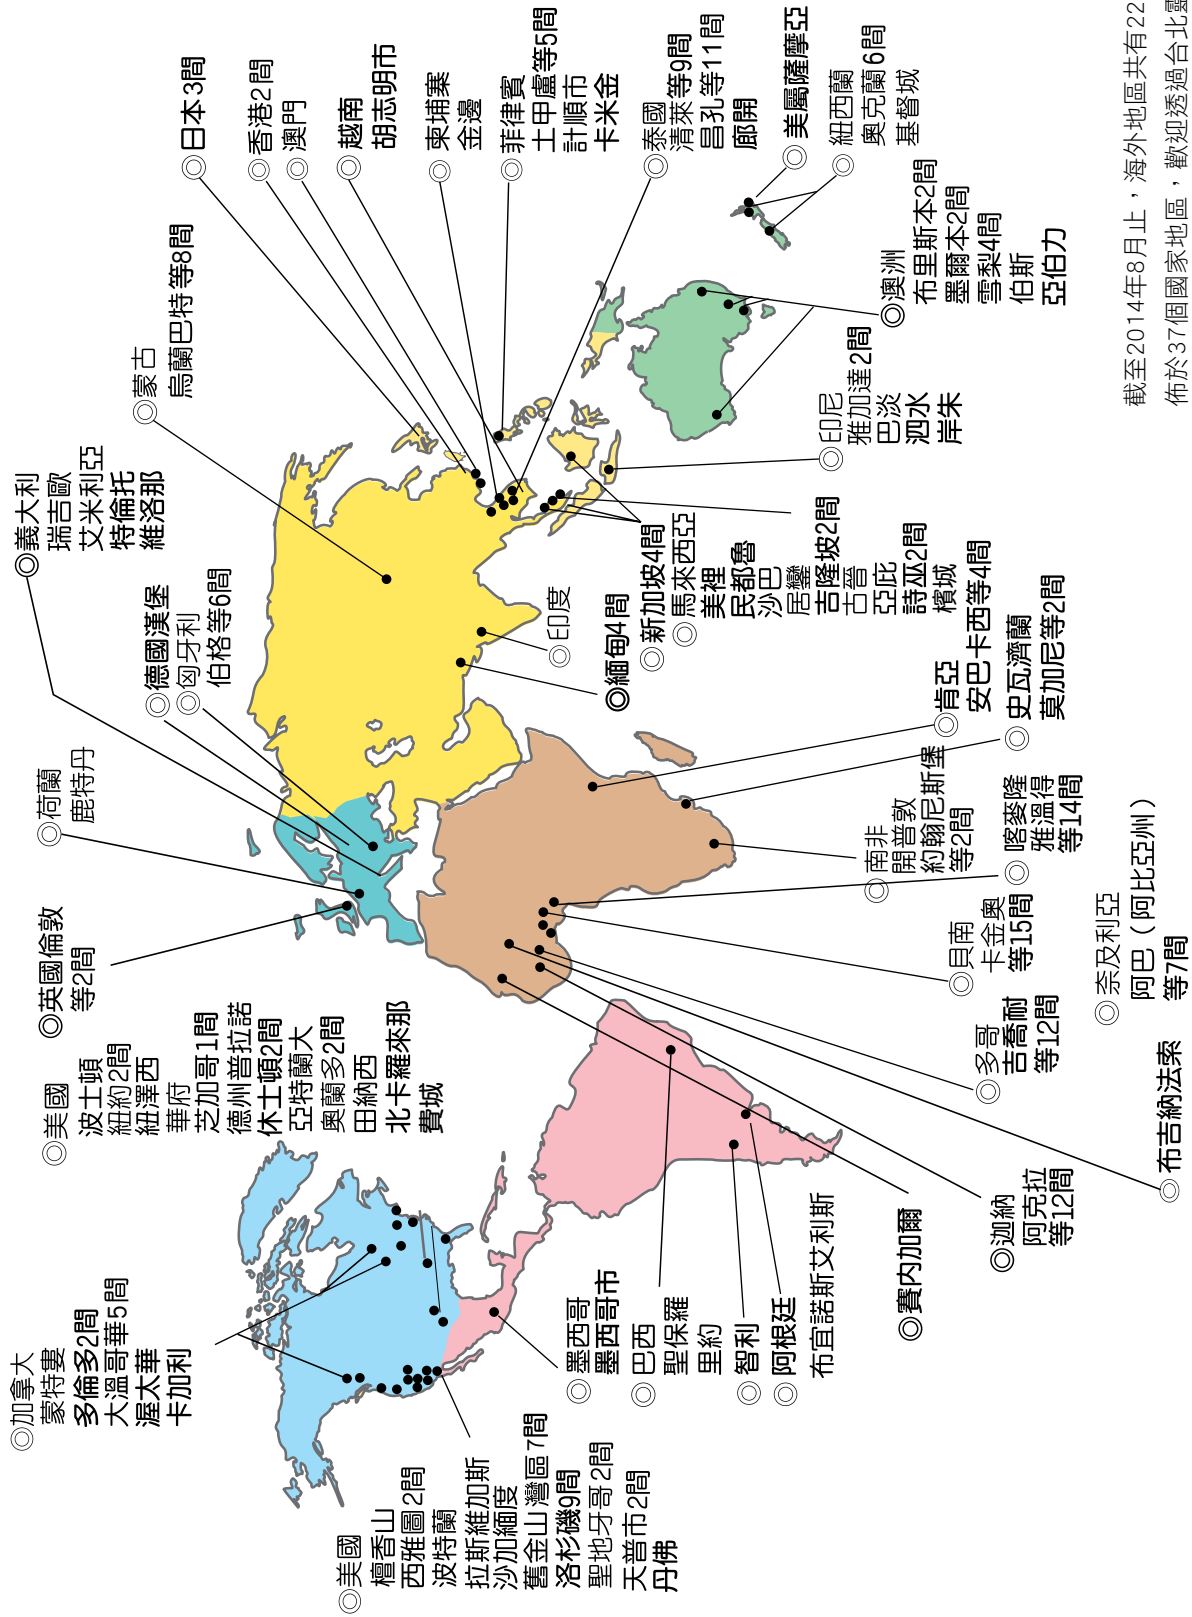 ◎加拿大
蒙特婁
多倫多2間
大溫哥華5間
渥太華
卡加利
◎美國
檀香山
西雅圖2間
波特蘭
拉斯維加斯
沙加緬度
舊金山灣區7間
洛杉磯9間
聖地牙哥2間
天普市2間
丹佛
◎美國
波士頓
紐約2間
紐澤西
華府
芝加哥1間
德州普拉諾
休士頓2間
亞特蘭大
奧蘭多2間
田納西
北卡羅來那
費城
◎墨西哥
墨西哥市
◎巴西
聖保羅
里約
◎智利
◎阿根廷
布宜諾斯艾利斯
◎英國倫敦
等2間
◎荷蘭
鹿特丹
◎義大利
瑞吉歐
艾米利亞
特倫托
維洛那
◎德國漢堡
◎匈牙利
伯格等6間
◎賽內加爾
◎迦納
阿克拉
等12間
◎布吉納法索
◎多哥
吉喬耐
等12間
◎貝南
卡金奧
等15間
◎奈及利亞
阿巴（阿比亞州）
等7間
◎喀麥隆
雅溫得
等14間
◎南非
開普敦
約翰尼斯堡
等2間
◎史瓦濟蘭
莫加尼等2間
◎肯亞
安巴卡西等4間
◎蒙古
烏蘭巴特等8間
◎日本3間
◎香港2間
◎澳門
◎越南
胡志明市
◎柬埔寨
金邊
◎菲律賓
土甲盧等5間
計順市
卡米金
◎泰國
清萊等9間
昌孔等11間
廊開
◎緬甸4間
◎印度
◎新加坡4間
◎馬來西亞
美裡
民都魯
沙巴
居鑾
吉隆坡2間
古晉
亞庇
詩巫2間
檳城
◎印尼
雅加達2間
巴淡
泗水
岸朱
◎澳洲
布里斯本2間
墨爾本2間
雪梨4間
伯斯
亞伯力
◎美屬薩摩亞
◎紐西蘭
奧克蘭6間
基督城
截至2014年8月止，海外地區共有22
佈於37個國家地區，歡迎透過台北靈